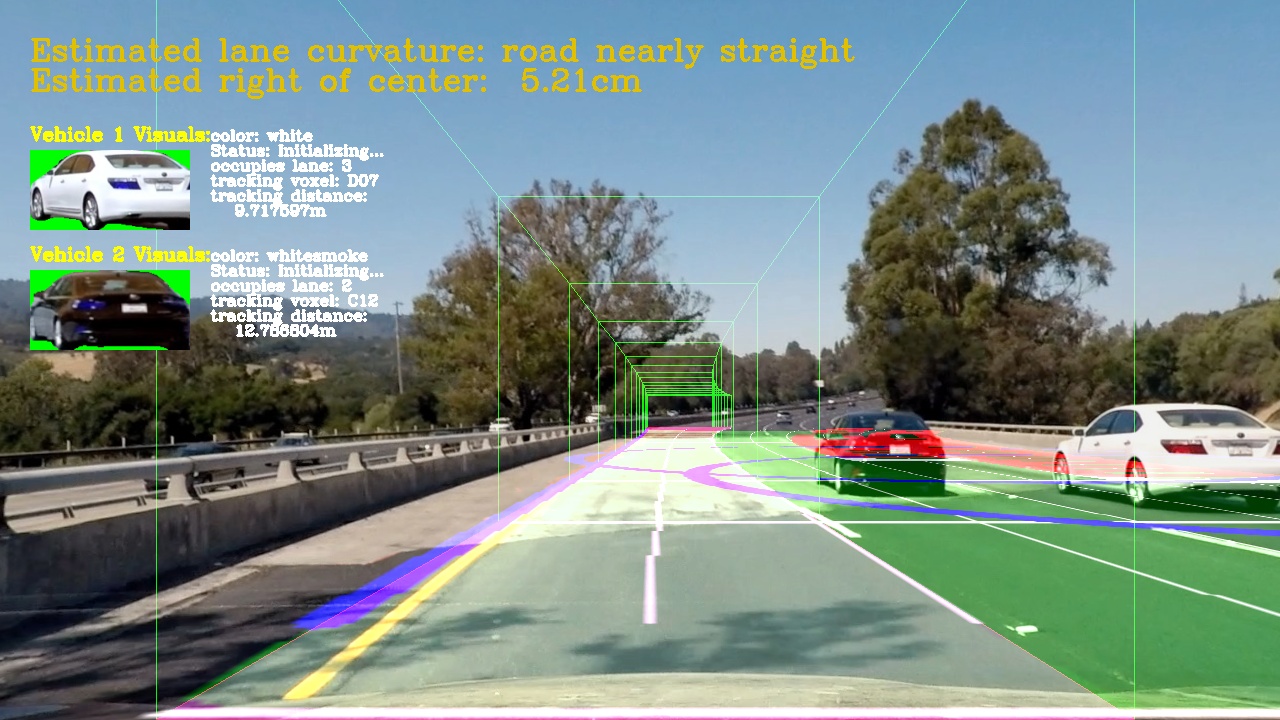 Estimated lane curvature: road nearly straight
Estimated right of center: 5.21cm
Vehicle 1 Visuals:
color: white
Status: Initializing...
occupies lane: 3
tracking voxel: D07
tracking distance:
9.717597m
Vehicle 2 Visuals:
color: whitesmoke
Status: Initializing...
occupies lane: 2
tracking voxel: C12
tracking distance: